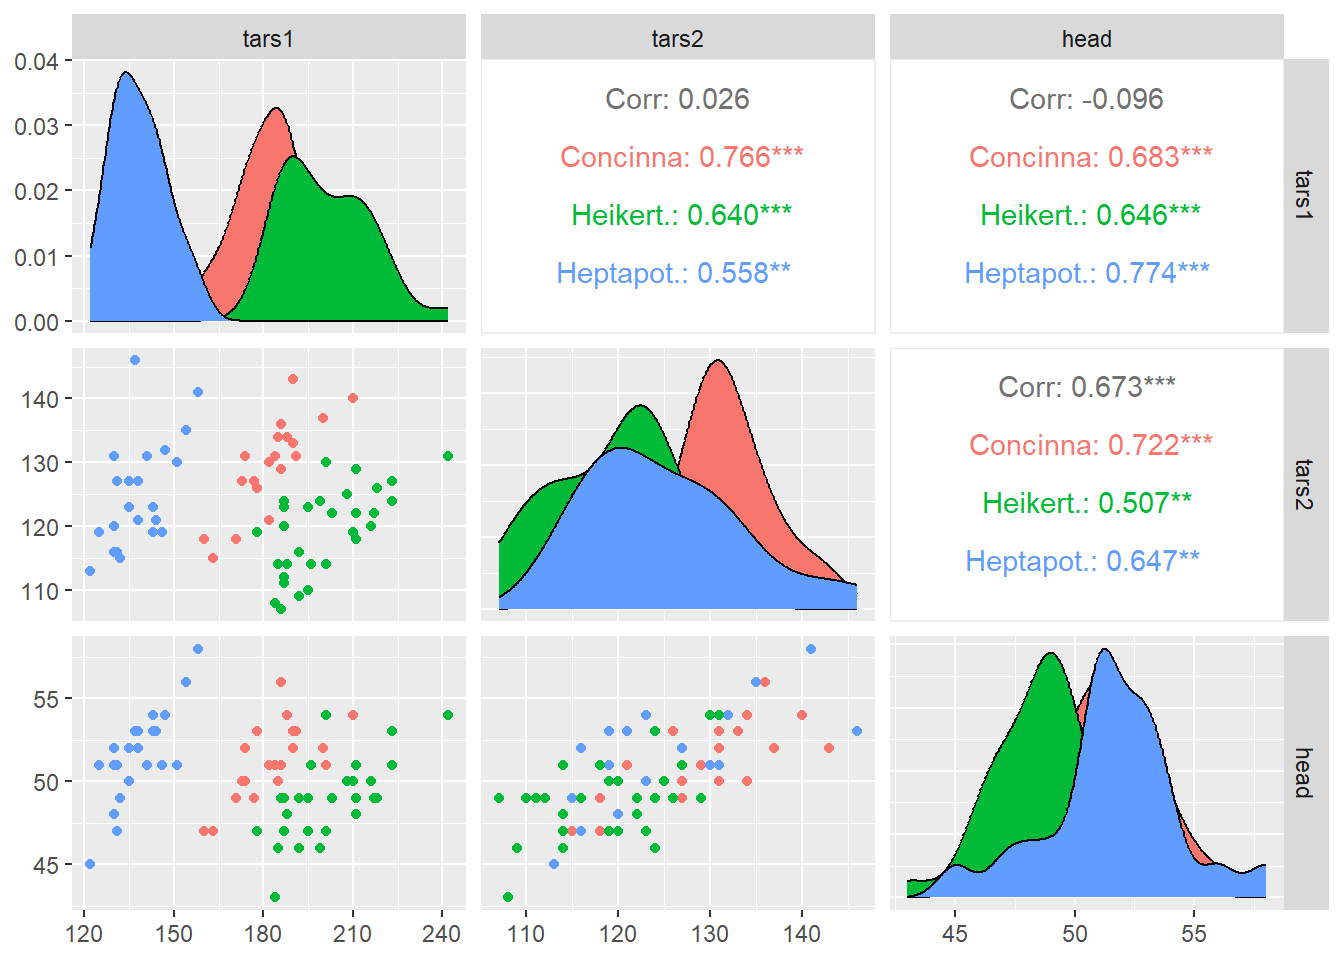 tars1
tars2
head
0.04
0.03
0.02
0.01
0.00
Corr: 0.026
Concinna: 0.766***
Heikert.: 0.640***
Heptapot.: 0.558**
Corr: -0.096
Concinna: 0.683***
Heikert.: 0.646***
Heptapot.: 0.774***
tars1
140
130
120
110
Corr: 0.673***
Concinna: 0.722***
Heikert.: 0.507**
Heptapot.: 0.647**
tars2
55
50
45
head
120 150 180 210 240
110 120 130 140
45 50 55